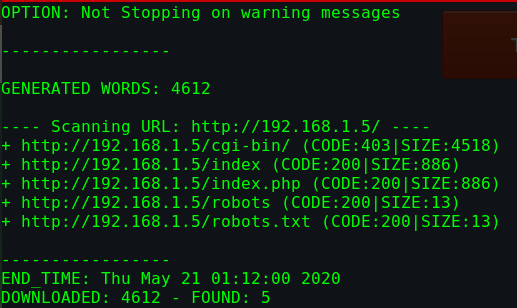 OPTION: Not Stopping on warning messages
-----------------
GENERATED WORDS: 4612
---- Scanning URL: http://192.168.1.5/ ----
+ http://192.168.1.5/cgi-bin/ (CODE:403|SIZE:4518)
+ http://192.168.1.5/index (CODE:200|SIZE:886)
+ http://192.168.1.5/index.php (CODE:200|SIZE:886)
+ http://192.168.1.5/robots (CODE:200|SIZE:13)
+ http://192.168.1.5/robots.txt (CODE:200|SIZE:13)
-----------------
END_TIME: Thu May 21 01:12:00 2020
DOWNLOADED: 4612 - FOUND: 5